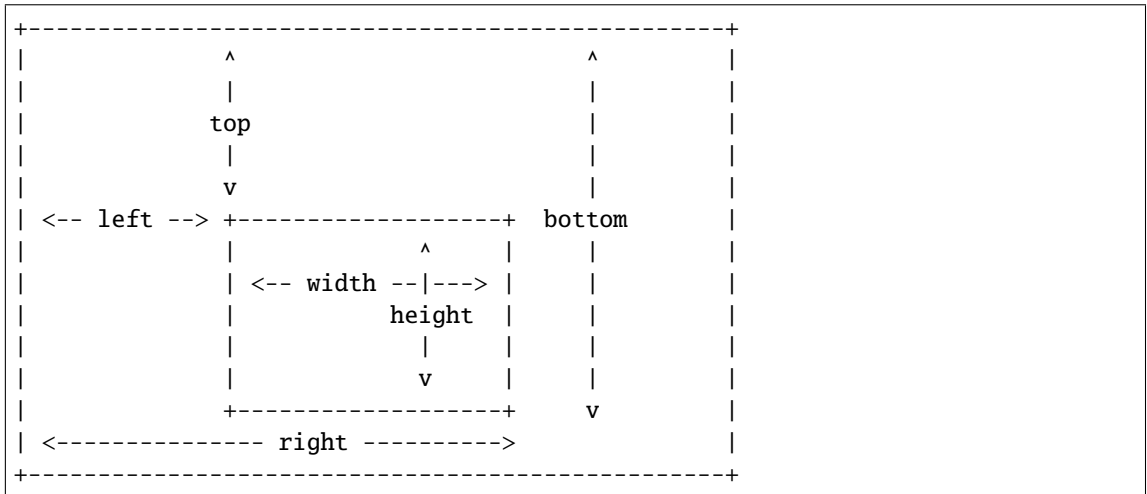 +--------------------------------------------------+
|              ^                         ^         |
|              |                         |         |
|             top                        |         |
|              |                         |         |
|              v                         |         |
| <-- left --> +-------------------+  bottom       |
|              |             ^     |     |         |
|              | <-- width --|---> |     |         |
|              |           height  |     |         |
|              |             |     |     |         |
|              |             v     |     |         |
|              +-------------------+     v         |
| <--------------- right ---------->               |
+--------------------------------------------------+